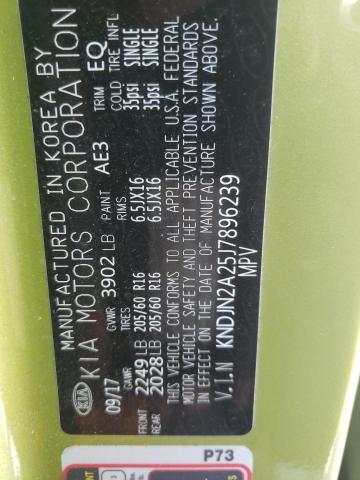 KIA
MANUFACTURED IN KOREA BY
KIA MOTORS CORPORATION
09/17 GVWR 3902 LB PAINT AE3 TRIM EQ
GAWR TIRES RIMS COLD TIRE INFL
FRONT 2249 LB 205/60 R16 6.5JX16 35psi SINGLE
REAR 2028 LB 205/60 R16 6.5JX16 35psi SINGLE
THIS VEHICLE CONFORMS TO ALL APPLICABLE U.S.A. FEDERAL
MOTOR VEHICLE SAFETY AND THEFT PREVENTION STANDARDS
IN EFFECT ON THE DATE OF MANUFACTURE SHOWN ABOVE.
V.I.N KNDJN2A25J7896239
MPV
P73